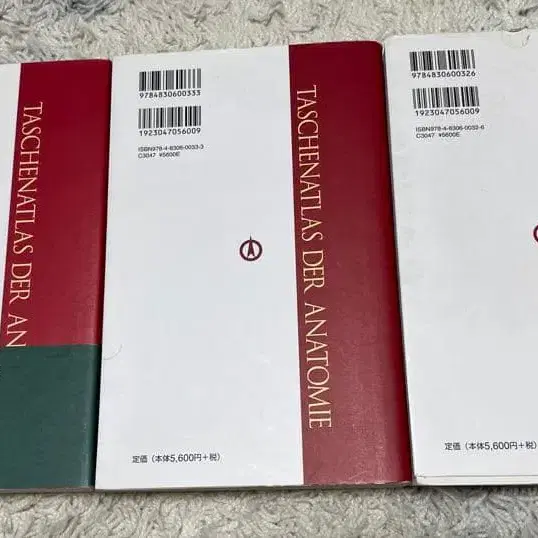 TASCHENATLAS DER AN
9784830600333
1923047056009
ISBN978-4-8306-0033-3
C3047 ¥5600E
TASCHENATLAS DER ANATOMIE
定価（本体5,600円+税）
9784830600326
1923047056009
ISBN978-4-8306-0032-6
C3047 ¥5600E
定価（本体5,600円+税）